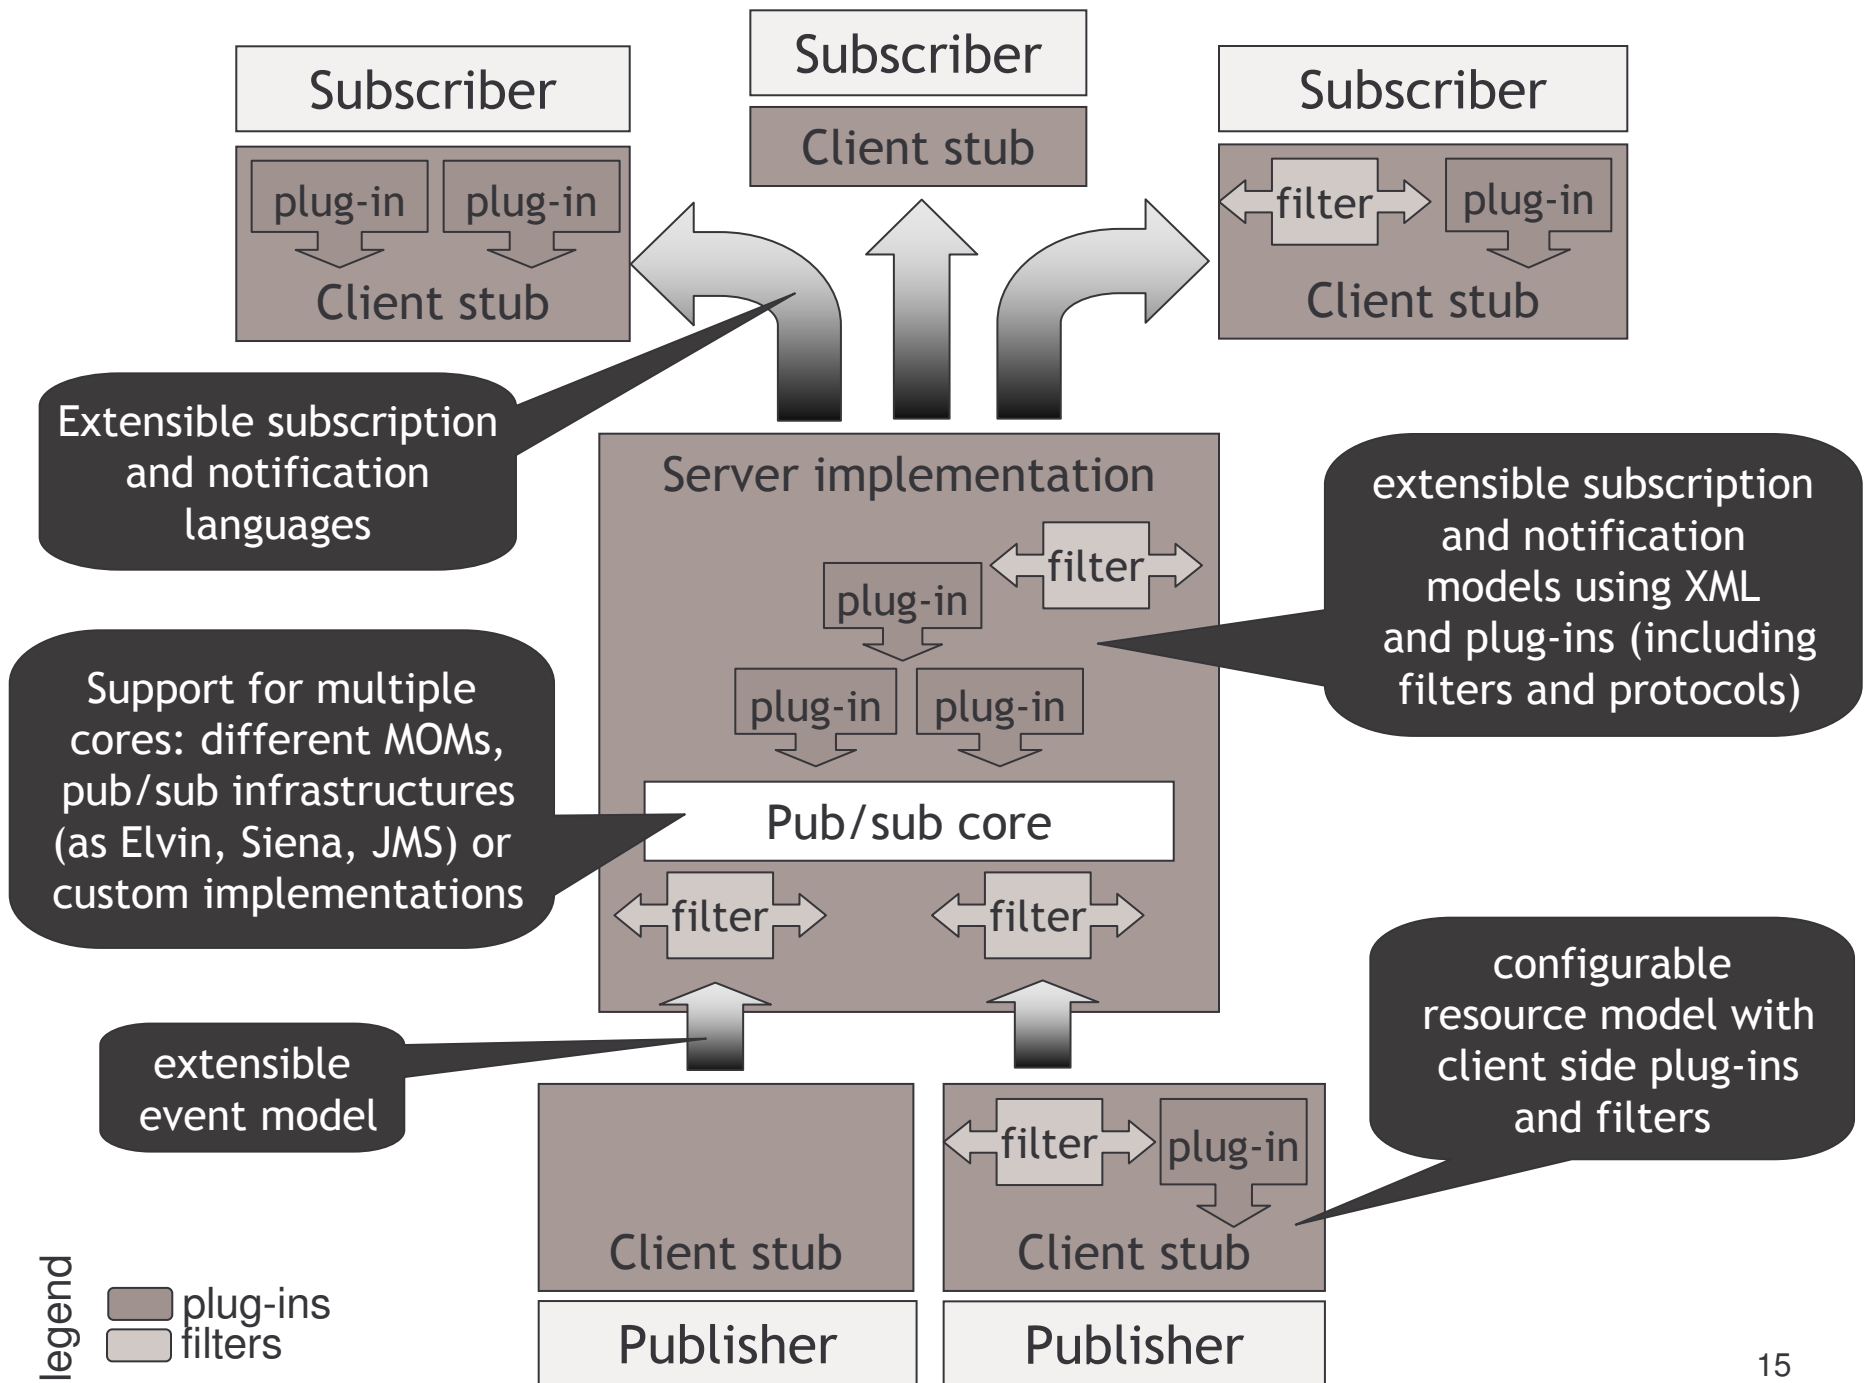 Subscriber
Subscriber
Subscriber
Client stub
plug-in
plug-in
Client stub
filter
plug-in
Client stub
Extensible subscription
and notification
languages
Server implementation
filter
plug-in
plug-in
plug-in
Pub/sub core
filter
filter
extensible subscription
and notification
models using XML
and plug-ins (including
filters and protocols)
Support for multiple
cores: different MOMs,
pub/sub infrastructures
(as Elvin, Siena, JMS) or
custom implementations
extensible
event model
configurable
resource model with
client side plug-ins
and filters
Client stub
filter
plug-in
Client stub
Publisher
Publisher
legend
plug-ins
filters
15